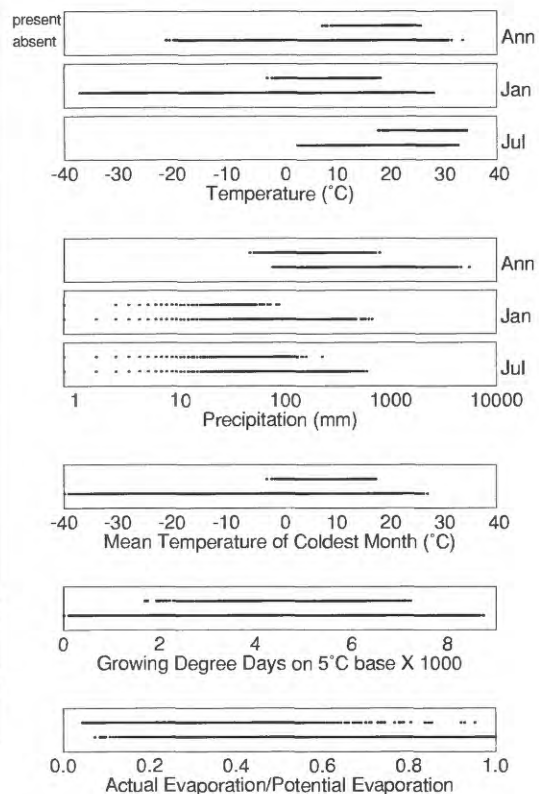 present
absent
Ann
Jan
Jul
-40 -30 -20 -10 0 10 20 30 40
Temperature (˚C)
Ann
Jan
Jul
1 10 100 1000 10000
Precipitation (mm)
-40 -30 -20 -10 0 10 20 30 40
Mean Temperature of Coldest Month (˚C)
0 2 4 6 8
Growing Degree Days on 5˚C base X 1000
0.0 0.2 0.4 0.6 0.8 1.0
Actual Evaporation/Potential Evaporation